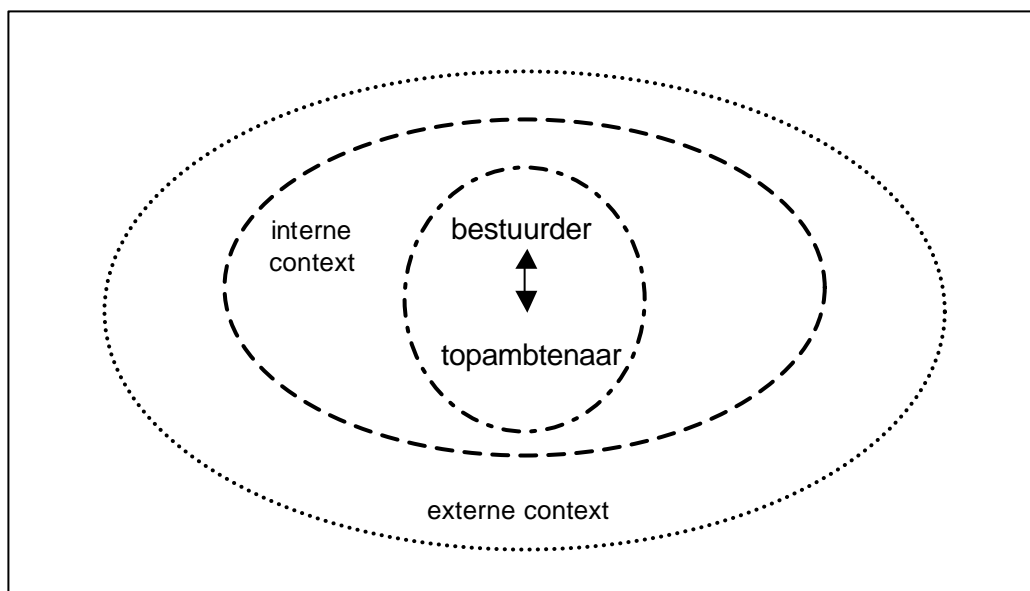 bestuurder
interne
context
topambtenaar
externe context